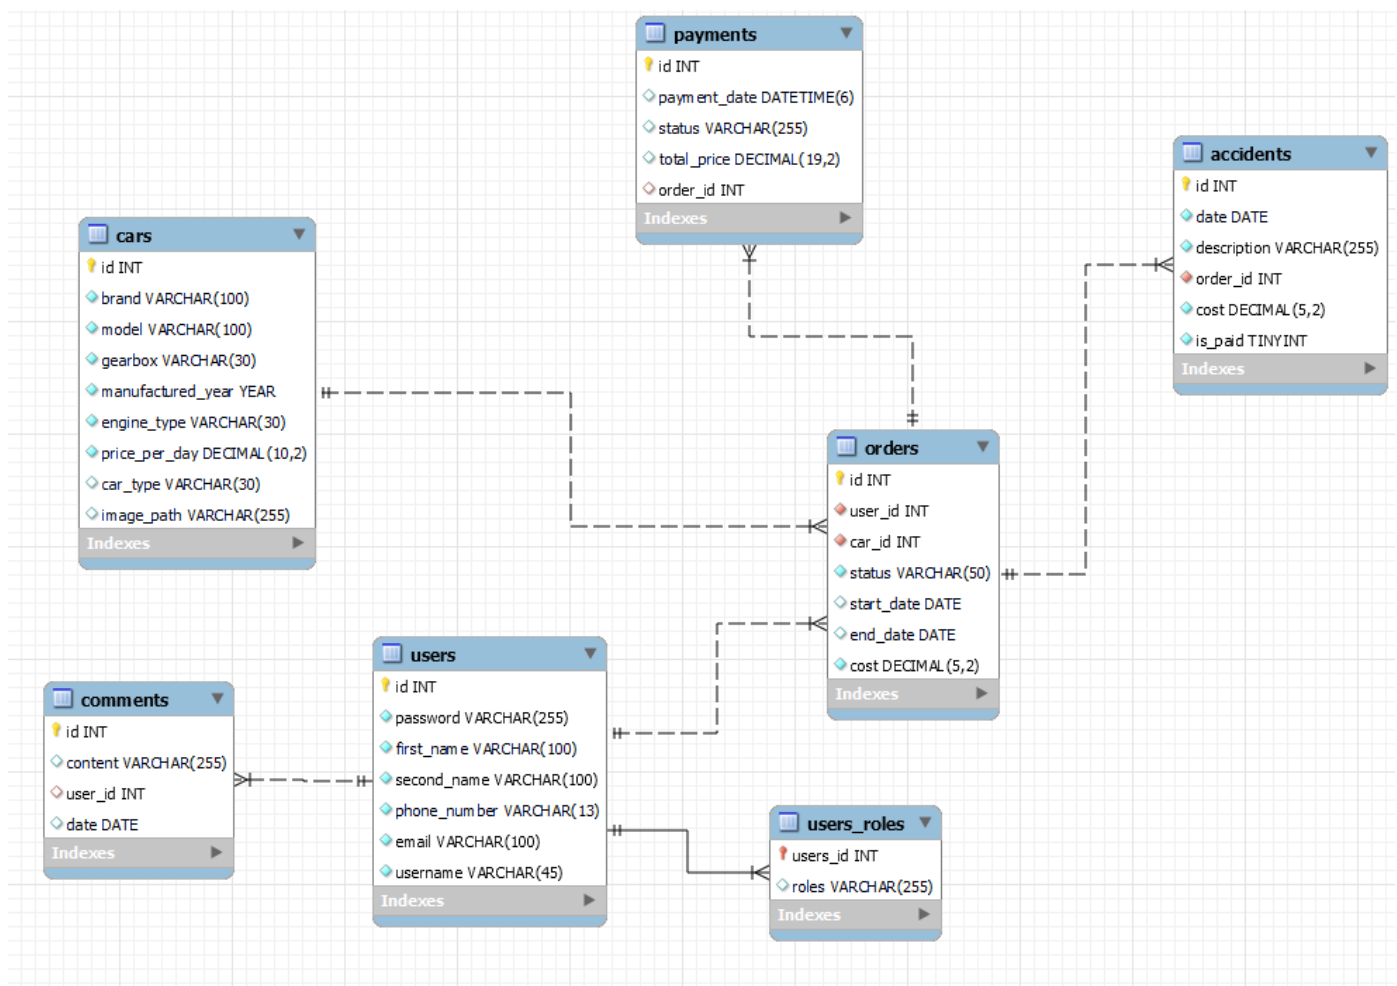 payments
id INT
payment_date DATETIME(6)
status VARCHAR(255)
total_price DECIMAL(19,2)
order_id INT
Indexes
accidents
id INT
date DATE
description VARCHAR(255)
order_id INT
cost DECIMAL(5,2)
is_paid TINYINT
Indexes
cars
id INT
brand VARCHAR(100)
model VARCHAR(100)
gearbox VARCHAR(30)
manufactured_year YEAR
engine_type VARCHAR(30)
price_per_day DECIMAL(10,2)
car_type VARCHAR(30)
image_path VARCHAR(255)
Indexes
orders
id INT
user_id INT
car_id INT
status VARCHAR(50)
start_date DATE
end_date DATE
cost DECIMAL(5,2)
Indexes
users
id INT
password VARCHAR(255)
first_name VARCHAR(100)
second_name VARCHAR(100)
phone_number VARCHAR(13)
email VARCHAR(100)
username VARCHAR(45)
Indexes
comments
id INT
content VARCHAR(255)
user_id INT
date DATE
Indexes
users_roles
users_id INT
roles VARCHAR(255)
Indexes